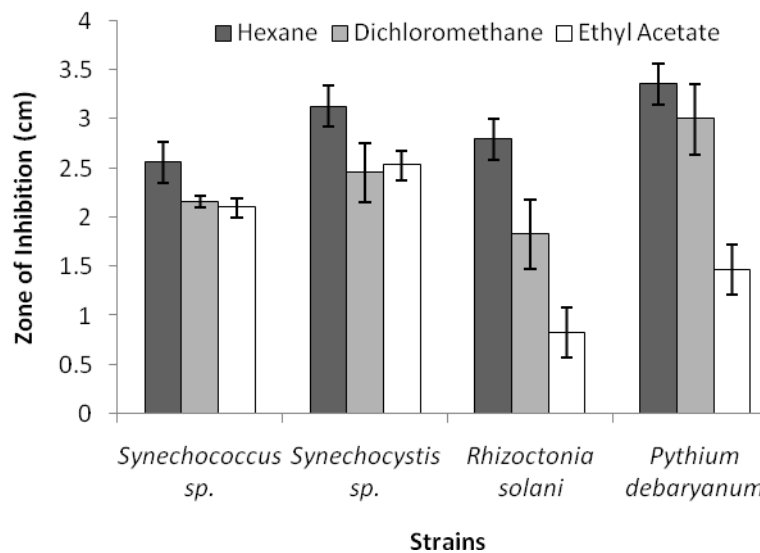 Hexane Dichloromethane Ethyl Acetate
Zone of Inhibition (cm)
4
3.5
3
2.5
2
1.5
1
0.5
0
Synechococcus sp.
Synechocystis sp.
Rhizoctonia solani
Pythium debaryanum
Strains